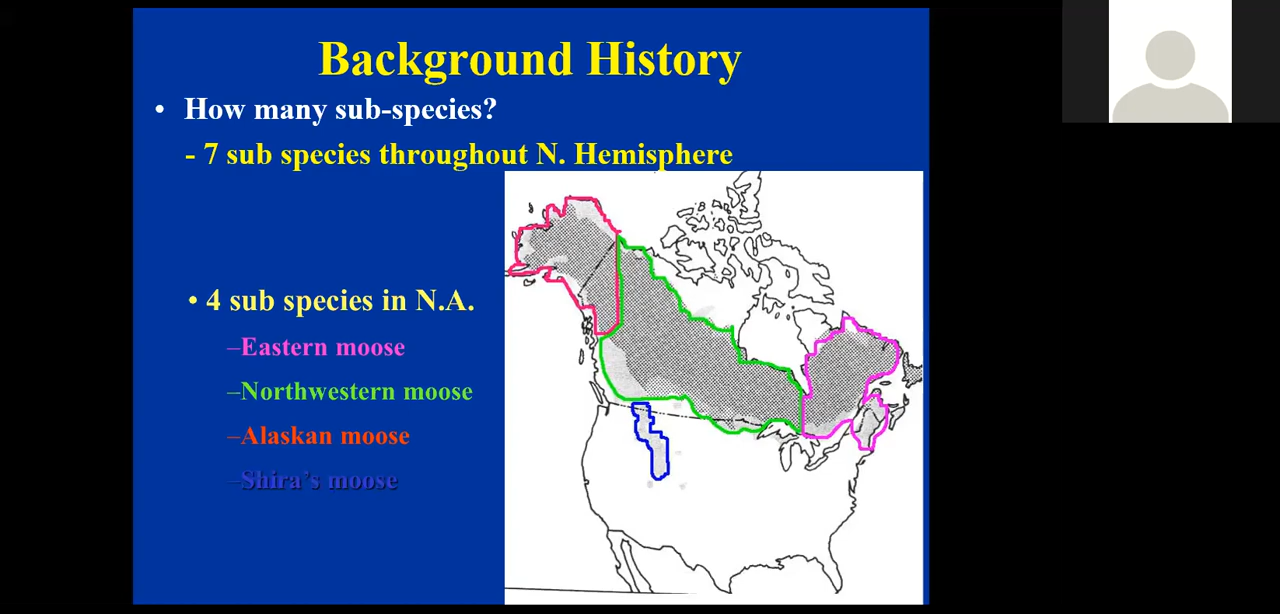 Background History
• How many sub-species?
- 7 sub species throughout N. Hemisphere
• 4 sub species in N.A.
–Eastern moose
–Northwestern moose
–Alaskan moose
–Shira's moose